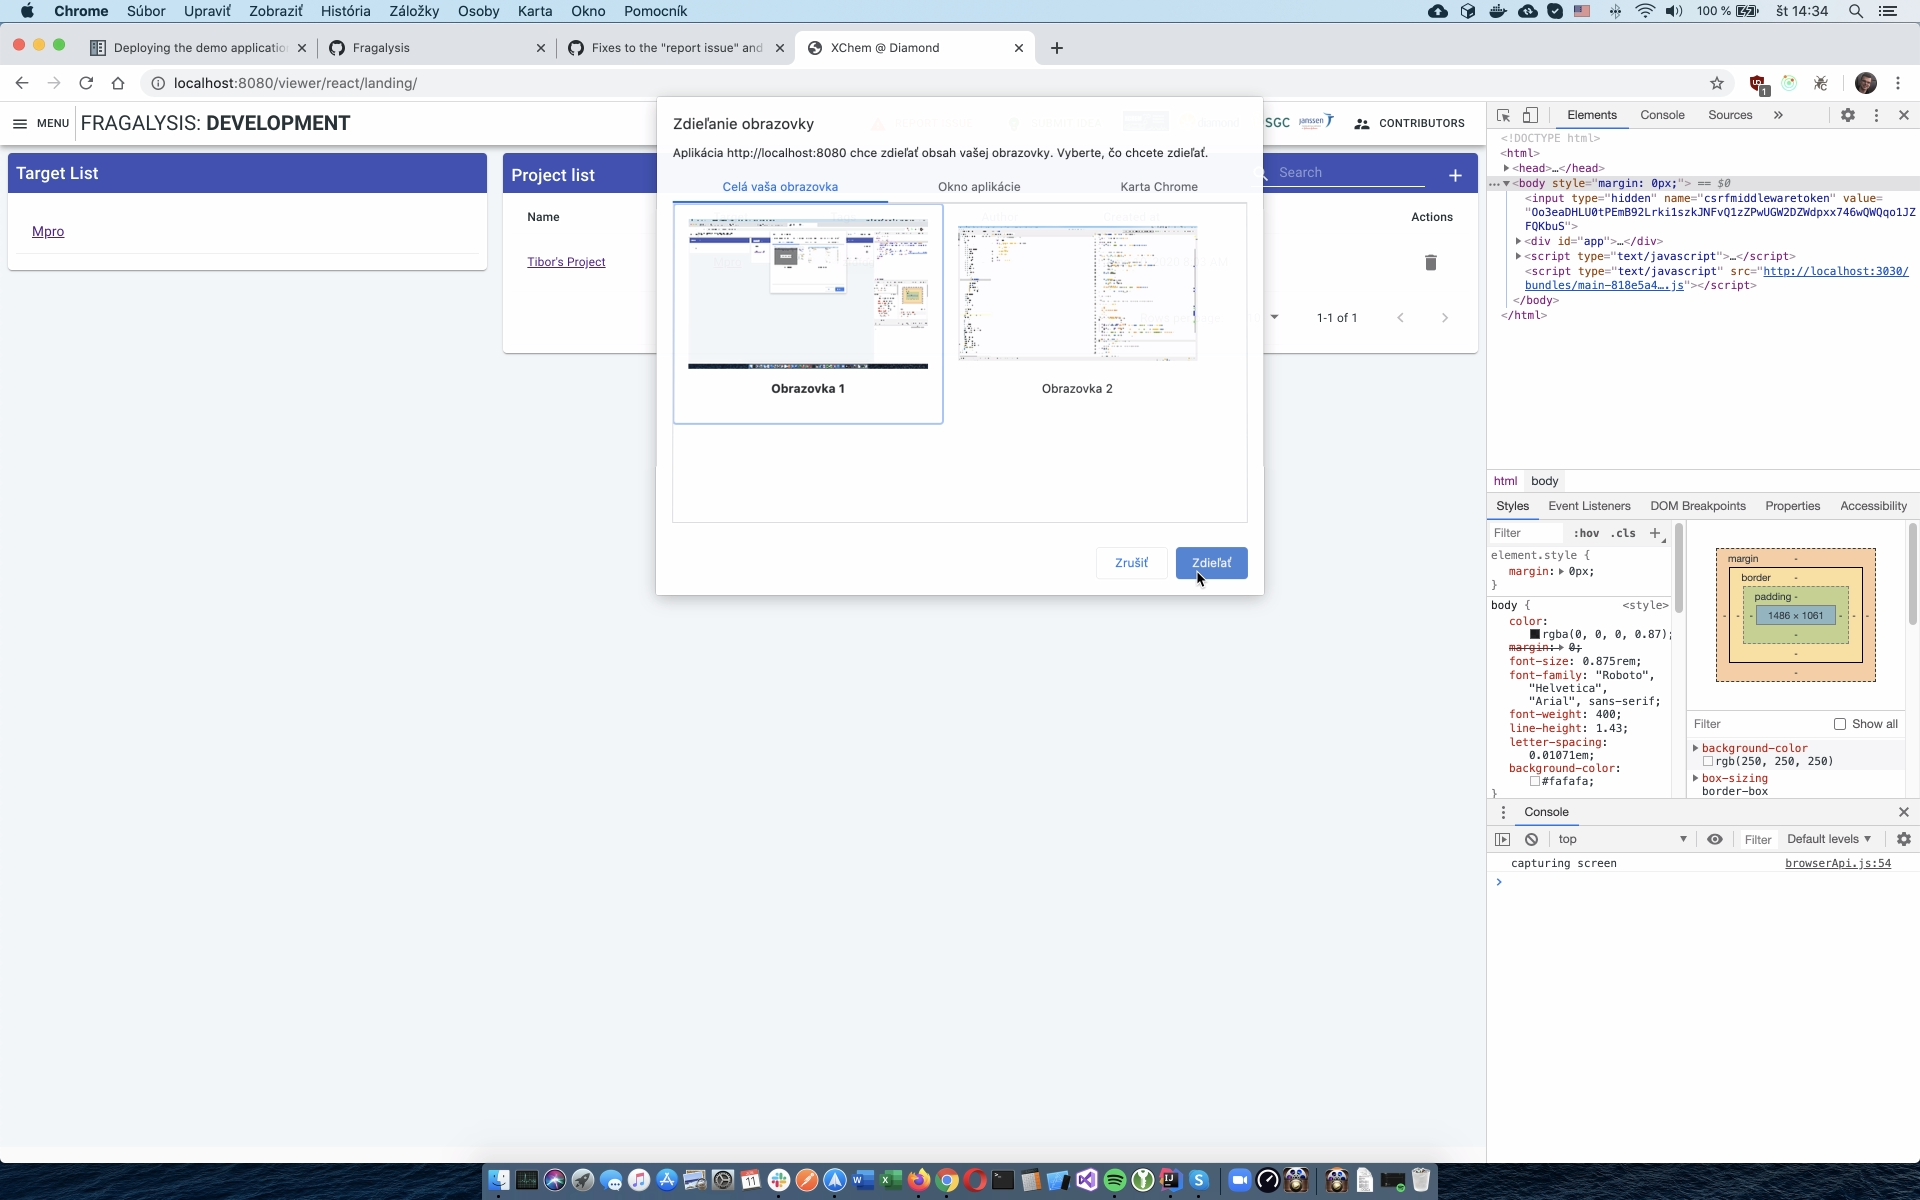 Chrome Súbor Upraviť Zobraziť História Záložky Osoby Karta Okno Pomocník
100 % št 14:34
Deploying the demo applicatio
Fragalysis
Fixes to the "report issue" and
XChem @ Diamond
localhost:8080/viewer/react/landing/
1
MENU
FRAGALYSIS: DEVELOPMENT
SGC
janssen
CONTRIBUTORS
Target List
Mpro
Project list
Search
Name
Actions
Tibor's Project
1-1 of 1
Zdieľanie obrazovky
Aplikácia http://localhost:8080 chce zdieľať obsah vašej obrazovky. Vyberte, čo chcete zdieľať.
Celá vaša obrazovka
Okno aplikácie
Karta Chrome
Obrazovka 1
Obrazovka 2
Zrušiť
Zdieľať
Elements
Console
Sources
<!DOCTYPE html>
<html>
<head>…</head>
<body style="margin: 0px;"> == $0
<input type="hidden" name="csrfmiddlewaretoken" value=
"Oo3eaDHLU0tPEmB92Lrki1szkJNFvQ1zZPwUGW2DZWdpxx746wQWQqo1JZ
FQKbuS">
<div id="app">…</div>
<script type="text/javascript">…</script>
<script type="text/javascript" src="http://localhost:3030/
bundles/main-818e5a4….js"></script>
</body>
</html>
html body
Styles
Event Listeners
DOM Breakpoints
Properties
Accessibility
Filter
:hov .cls
element.style {
margin: 0px;
}
body { <style>
color:
rgba(0, 0, 0, 0.87);
margin: 0;
font-size: 0.875rem;
font-family: "Roboto",
"Helvetica",
"Arial", sans-serif;
font-weight: 400;
line-height: 1.43;
letter-spacing:
0.01071em;
background-color:
#fafafa;
}
margin -
border -
padding -
1486 × 1061
Filter
Show all
background-color
rgb(250, 250, 250)
box-sizing
border-box
Console
top
Filter
Default levels
capturing screen
browserApi.js:54